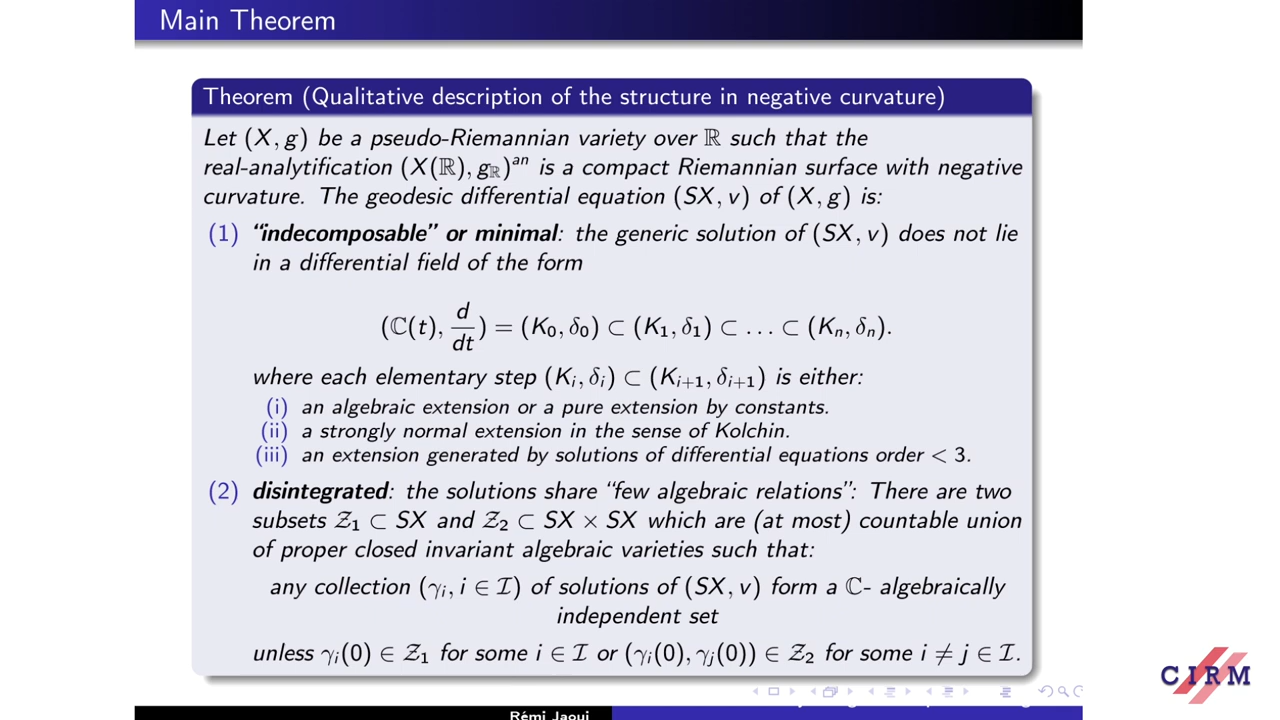 Main Theorem
Theorem (Qualitative description of the structure in negative curvature)
Let (X, g) be a pseudo-Riemannian variety over ℝ such that the
real-analytification (X(ℝ), g_ℝ)^an is a compact Riemannian surface with negative
curvature. The geodesic differential equation (SX, v) of (X, g) is:
(1) “indecomposable” or minimal: the generic solution of (SX, v) does not lie
in a differential field of the form
(ℂ(t), d/dt) = (K₀, δ₀) ⊂ (K₁, δ₁) ⊂ … ⊂ (Kₙ, δₙ).
where each elementary step (Kᵢ, δᵢ) ⊂ (Kᵢ₊₁, δᵢ₊₁) is either:
(i) an algebraic extension or a pure extension by constants.
(ii) a strongly normal extension in the sense of Kolchin.
(iii) an extension generated by solutions of differential equations order < 3.
(2) disintegrated: the solutions share “few algebraic relations”: There are two
subsets 𝒵₁ ⊂ SX and 𝒵₂ ⊂ SX × SX which are (at most) countable union
of proper closed invariant algebraic varieties such that:
any collection (γᵢ, i ∈ ℐ) of solutions of (SX, v) form a ℂ- algebraically
independent set
unless γᵢ(0) ∈ 𝒵₁ for some i ∈ ℐ or (γᵢ(0), γⱼ(0)) ∈ 𝒵₂ for some i ≠ j ∈ ℐ.
CIRM
Rémi Jaoui